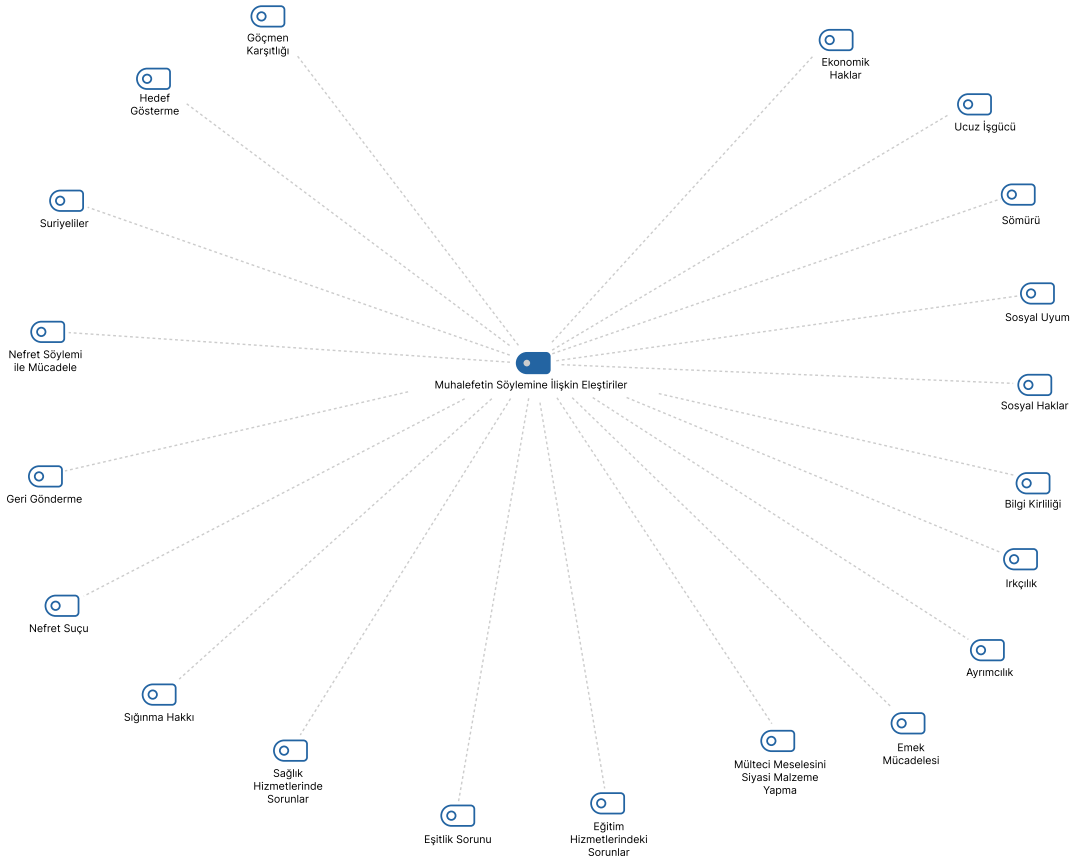 Göçmen
Karşıtlığı
Ekonomik
Haklar
Hedef
Gösterme
Ucuz İşgücü
Suriyeliler
Sömürü
Sosyal Uyum
Nefret Söylemi
ile Mücadele
Muhalefetin Söylemine İlişkin Eleştiriler
Sosyal Haklar
Geri Gönderme
Bilgi Kirliliği
Irkçılık
Nefret Suçu
Ayrımcılık
Sığınma Hakkı
Emek
Mücadelesi
Mülteci Meselesini
Siyasi Malzeme
Yapma
Sağlık
Hizmetlerinde
Sorunlar
Eşitlik Sorunu
Eğitim
Hizmetlerindeki
Sorunlar